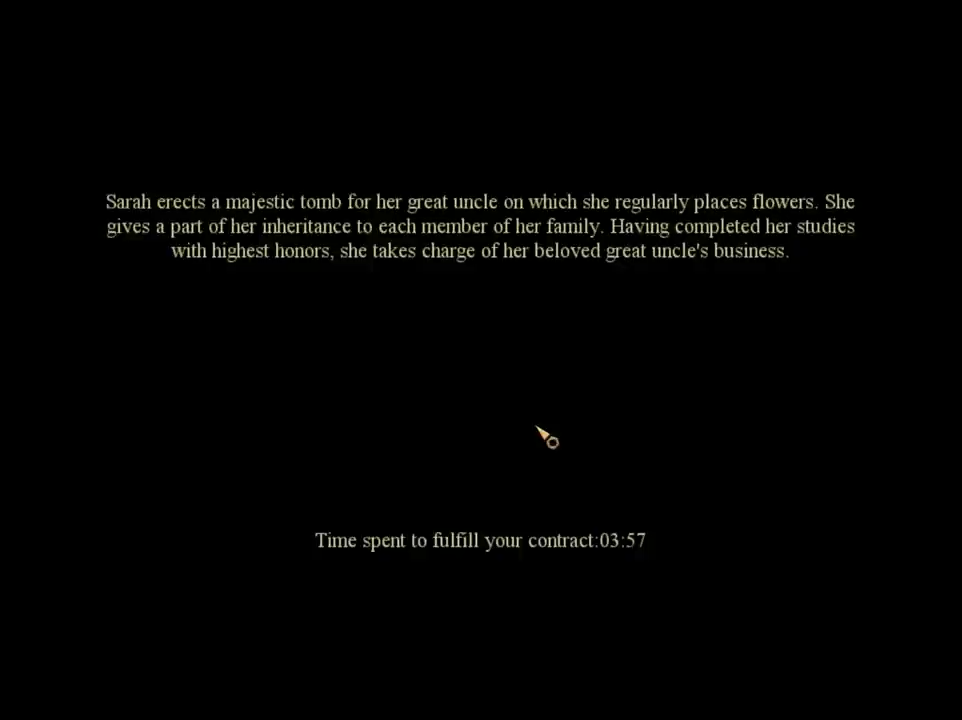 Sarah erects a majestic tomb for her great uncle on which she regularly places flowers. She
gives a part of her inheritance to each member of her family. Having completed her studies
with highest honors, she takes charge of her beloved great uncle's business.
Time spent to fulfill your contract:03:57